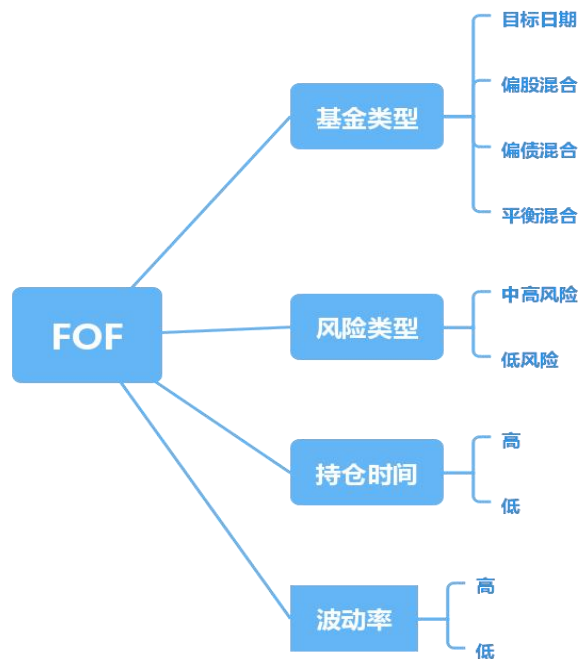 FOF
基金类型
目标日期
偏股混合
偏债混合
平衡混合
风险类型
中高风险
低风险
持仓时间
高
低
波动率
高
低